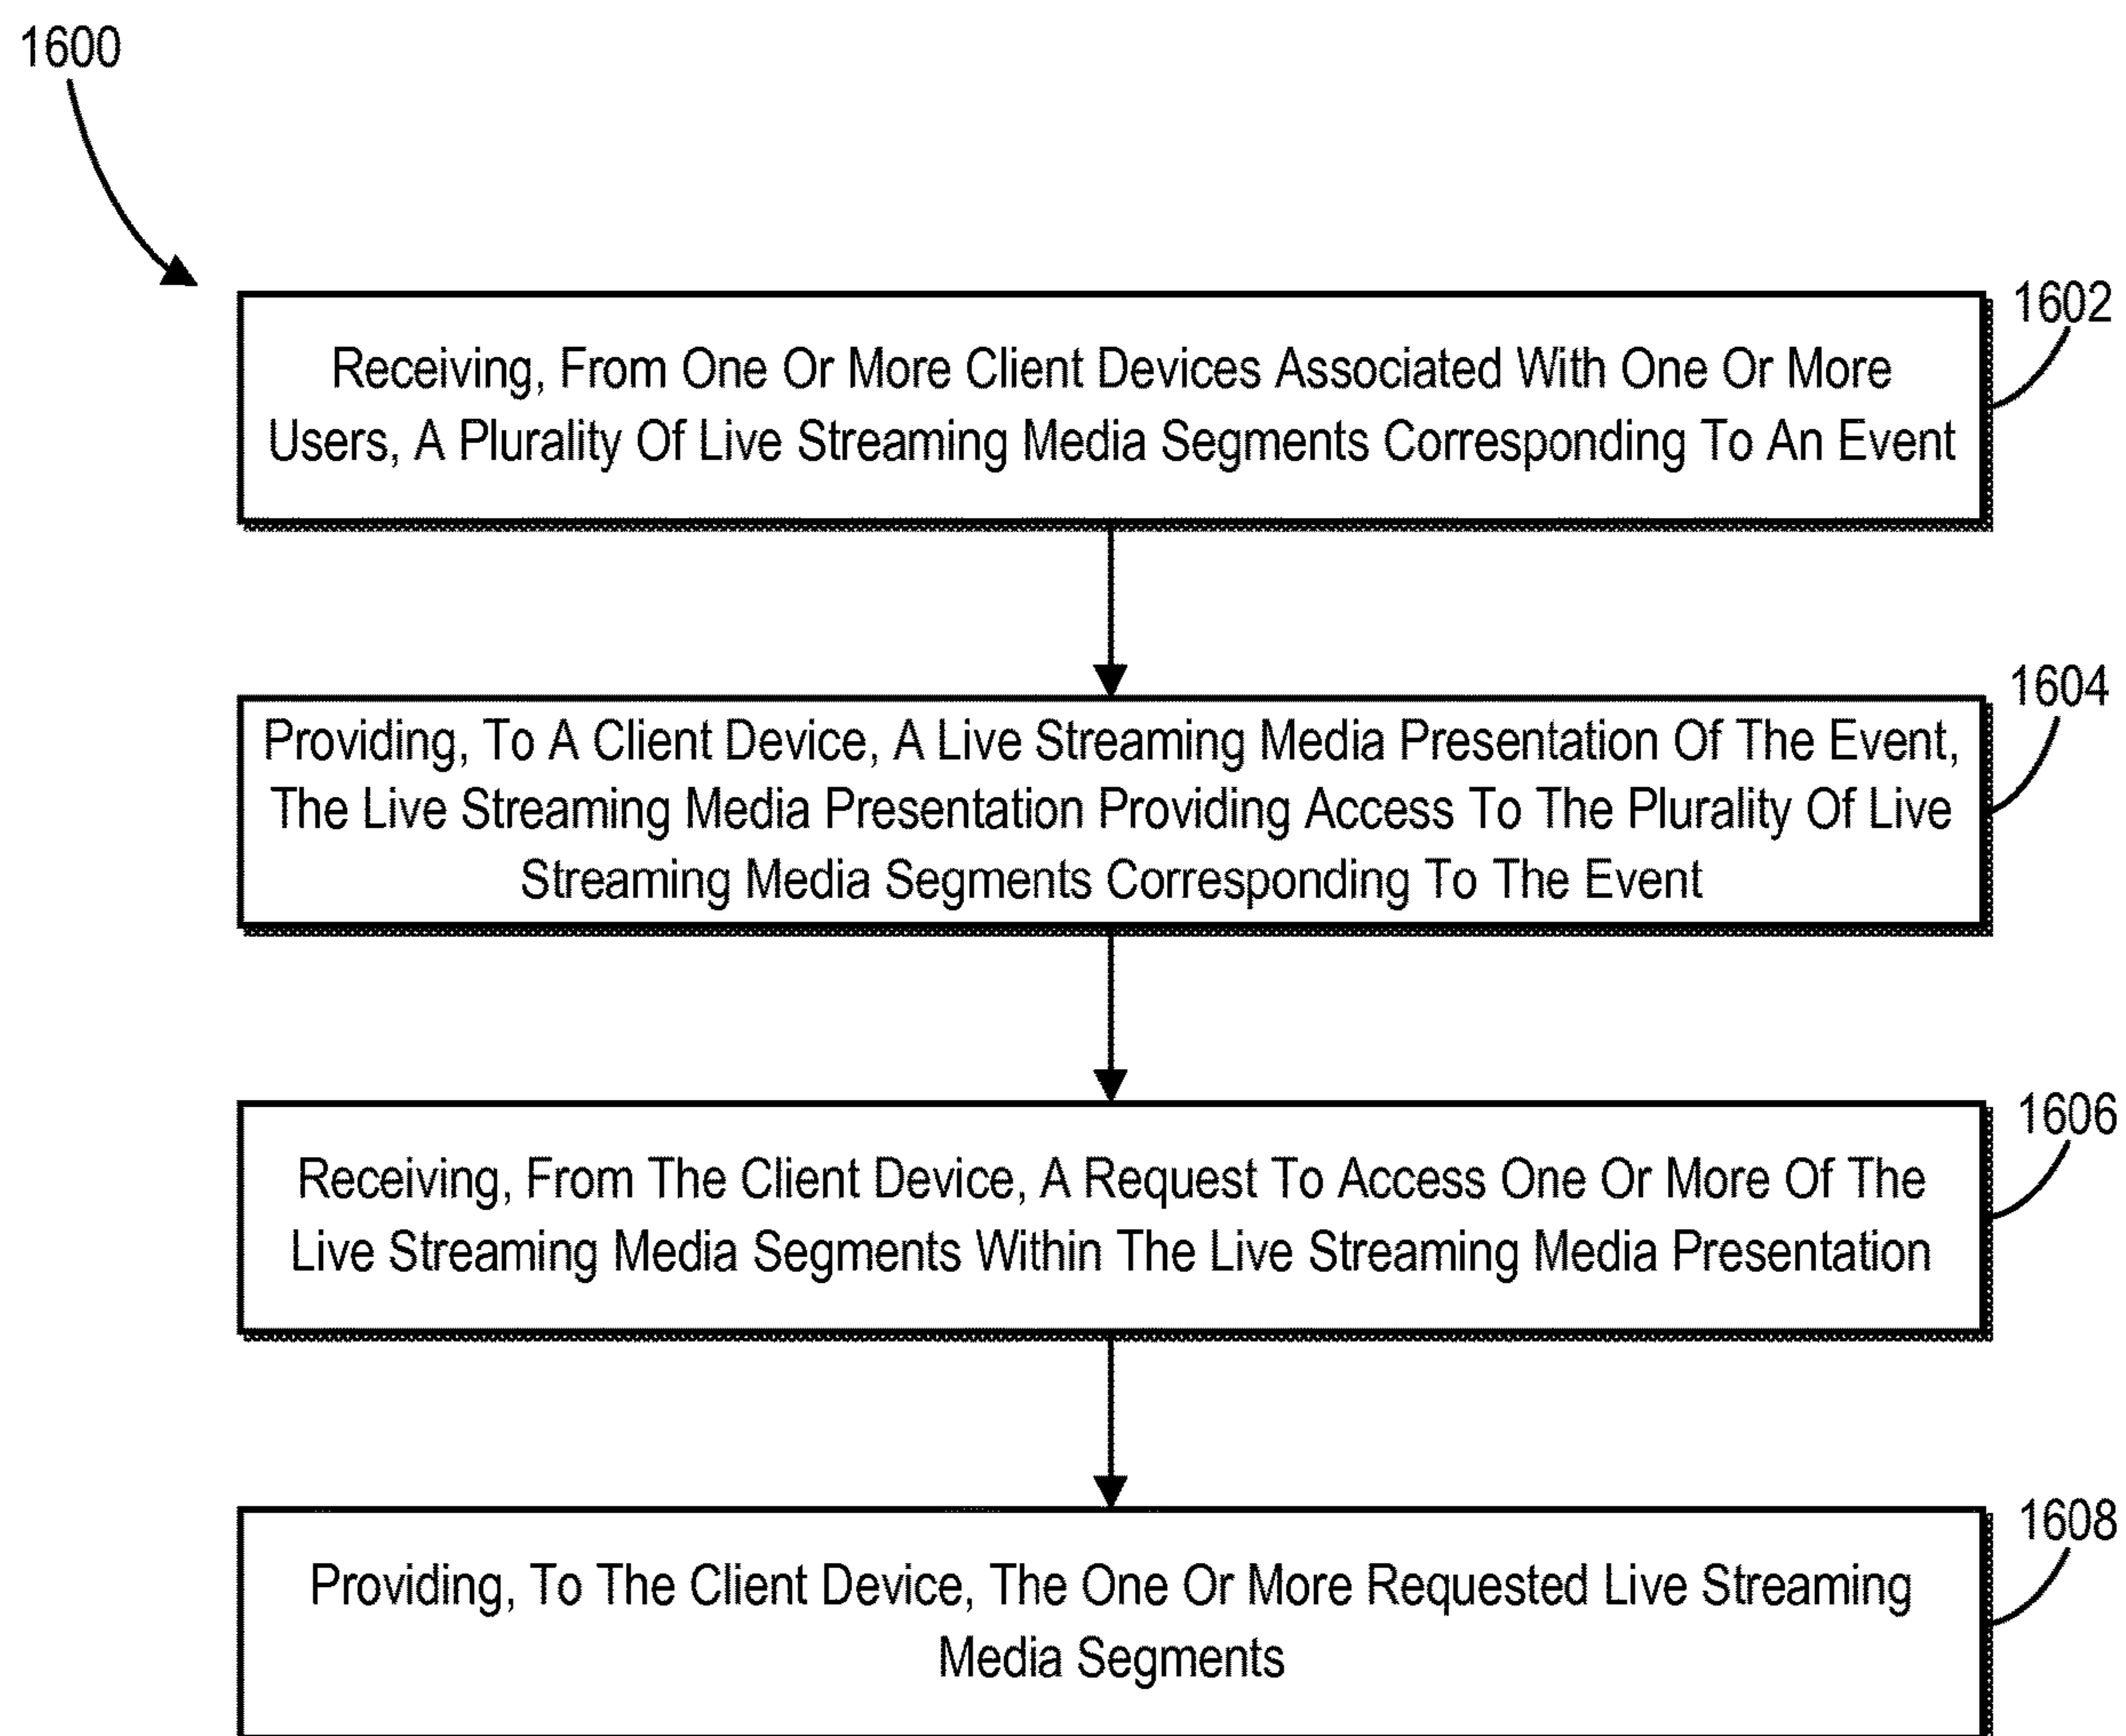 1600
1602
Receiving, From One Or More Client Devices Associated With One Or More
Users, A Plurality Of Live Streaming Media Segments Corresponding To An Event
1604
Providing, To A Client Device, A Live Streaming Media Presentation Of The Event,
The Live Streaming Media Presentation Providing Access To The Plurality Of Live
Streaming Media Segments Corresponding To The Event
1606
Receiving, From The Client Device, A Request To Access One Or More Of The
Live Streaming Media Segments Within The Live Streaming Media Presentation
1608
Providing, To The Client Device, The One Or More Requested Live Streaming
Media Segments